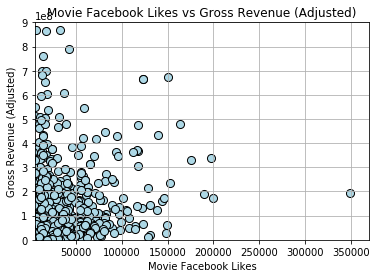 Movie Facebook Likes vs Gross Revenue (Adjusted)
1e8
9
8
7
6
5
4
3
2
1
0
Gross Revenue (Adjusted)
50000 100000 150000 200000 250000 300000 350000
Movie Facebook Likes